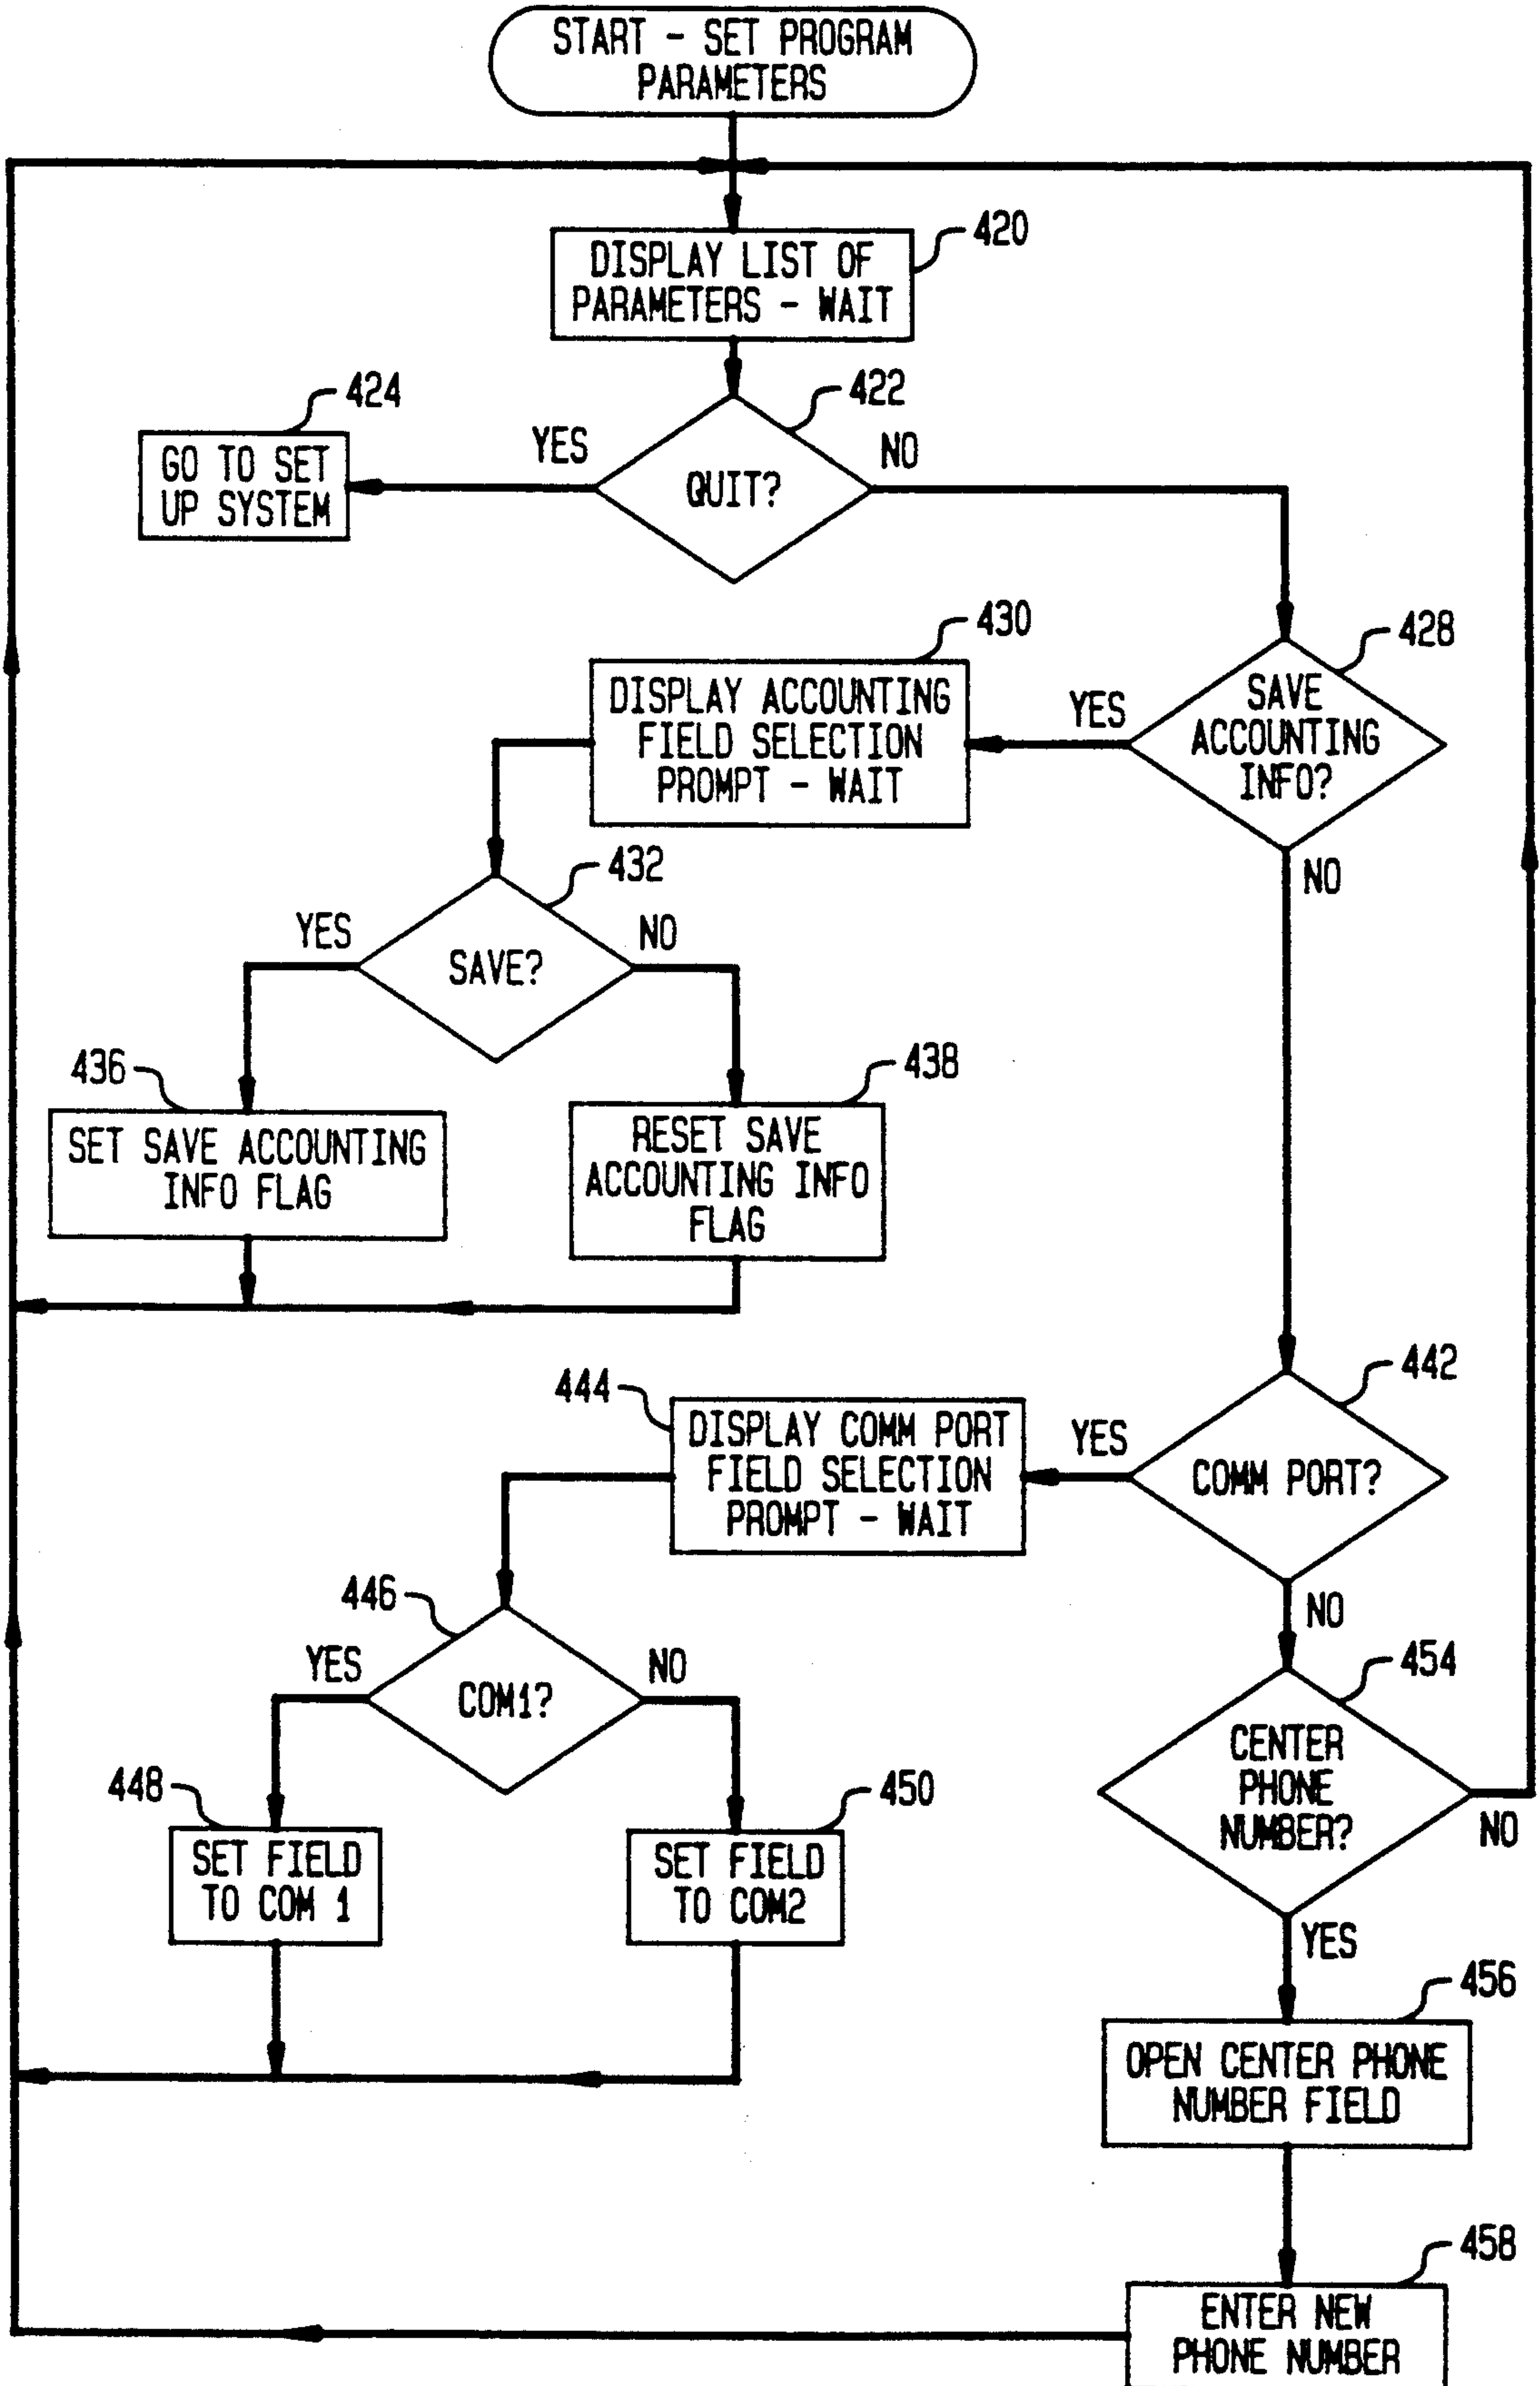 START - SET PROGRAM
PARAMETERS
420
DISPLAY LIST OF
PARAMETERS - WAIT
424
422
GO TO SET
UP SYSTEM
YES
QUIT?
NO
430
428
DISPLAY ACCOUNTING
FIELD SELECTION
PROMPT - WAIT
YES
SAVE
ACCOUNTING
INFO?
NO
432
YES
SAVE?
NO
436
438
SET SAVE ACCOUNTING
INFO FLAG
RESET SAVE
ACCOUNTING INFO
FLAG
444
442
DISPLAY COMM PORT
FIELD SELECTION
PROMPT - WAIT
YES
COMM PORT?
NO
446
YES
COM1?
NO
454
CENTER
PHONE
NUMBER?
NO
YES
448
450
SET FIELD
TO COM 1
SET FIELD
TO COM2
456
OPEN CENTER PHONE
NUMBER FIELD
458
ENTER NEW
PHONE NUMBER